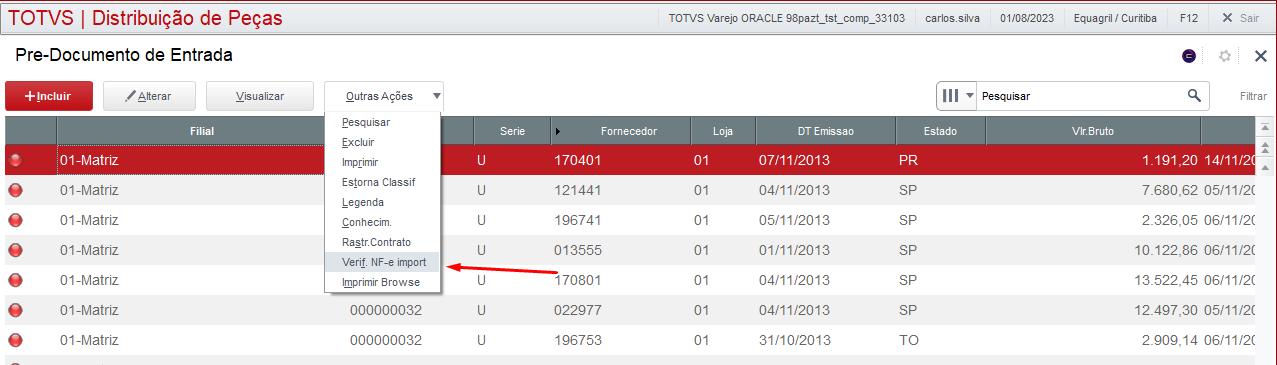 TOTVS | Distribuição de Peças TOTVS Varejo ORACLE 98pazt_tst_comp_33103 carlos.silva 01/08/2023 Equagril / Curitiba F12 Sair
Pre-Documento de Entrada
Incluir Alterar Visualizar Outras Ações Pesquisar Filtrar
Pesquisar
Excluir
Imprimir
Estorna Classif
Legenda
Conhecim.
Rastr.Contrato
Verif. NF-e import
Imprimir Browse
Filial Serie Fornecedor Loja DT Emissao Estado Vlr.Bruto
01-Matriz U 170401 01 07/11/2013 PR 1.191,20 14/11/20
01-Matriz U 121441 01 04/11/2013 SP 7.680,62 05/11/20
01-Matriz U 196741 01 05/11/2013 SP 2.326,05 06/11/20
01-Matriz U 013555 01 01/11/2013 SP 10.122,86 06/11/20
01-Matriz U 170801 01 04/11/2013 SP 13.522,45 06/11/20
01-Matriz 000000032 U 022977 01 04/11/2013 SP 12.497,30 05/11/20
01-Matriz 000000032 U 196753 01 31/10/2013 TO 2.909,14 06/11/20